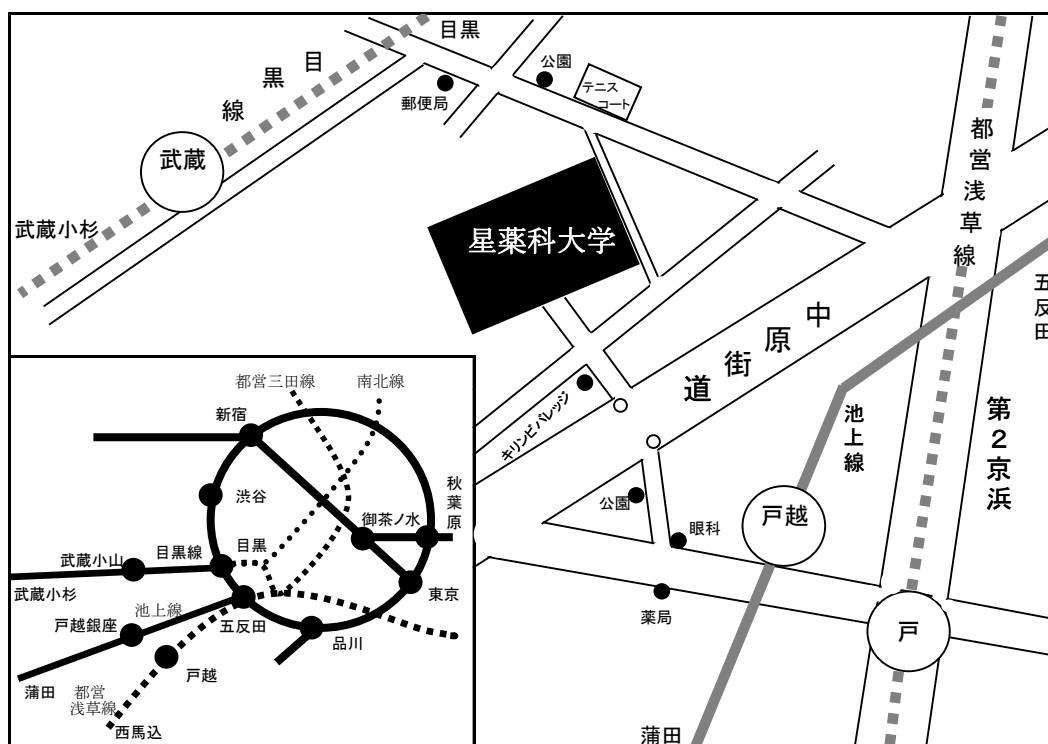 目黒
目黒線
公園
テニス
コート
郵便局
武蔵
武蔵小杉
都営浅草線
星薬科大学
五反田
中原街道
キリンビバレッジ
池上線
第2京浜
公園
眼科
戸越
薬局
戸
蒲田
都営三田線
南北線
新宿
秋葉原
渋谷
御茶ノ水
武蔵小山
目黒線
目黒
武蔵小杉
東京
池上線
戸越銀座
五反田
品川
戸越
蒲田
都営
浅草線
西馬込